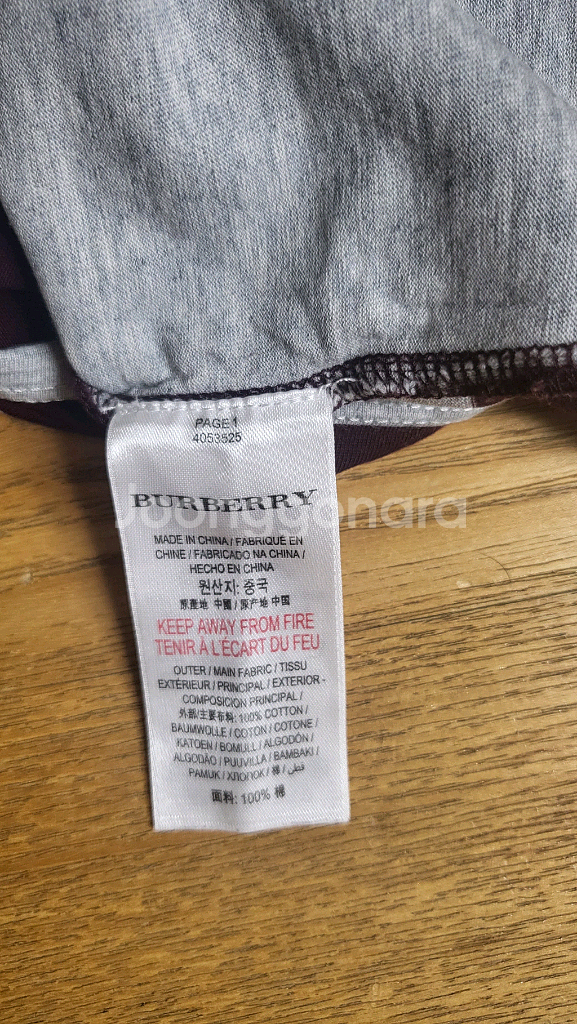 PAGE 1
4053525
BURBERRY
Joonggonara
MADE IN CHINA / FABRIQUÉ EN
CHINE / FABRICADO NA CHINA /
HECHO EN CHINA
원산지: 중국
原産地 中國 / 原产地 中国
KEEP AWAY FROM FIRE
TENIR À L'ÉCART DU FEU
OUTER / MAIN FABRIC / TISSU
EXTÉRIEUR / PRINCIPAL / EXTERIOR -
COMPOSICION PRINCIPAL /
外部/主要布料: 100% COTTON /
BAUMWOLLE / COTON / COTONE /
KATOEN / BOMULL / ALGODÓN /
ALGODÃO / PUUVILLA / BAMBAKI /
PAMUK / ХЛОПОК / 棉 / قطن
面料: 100% 棉